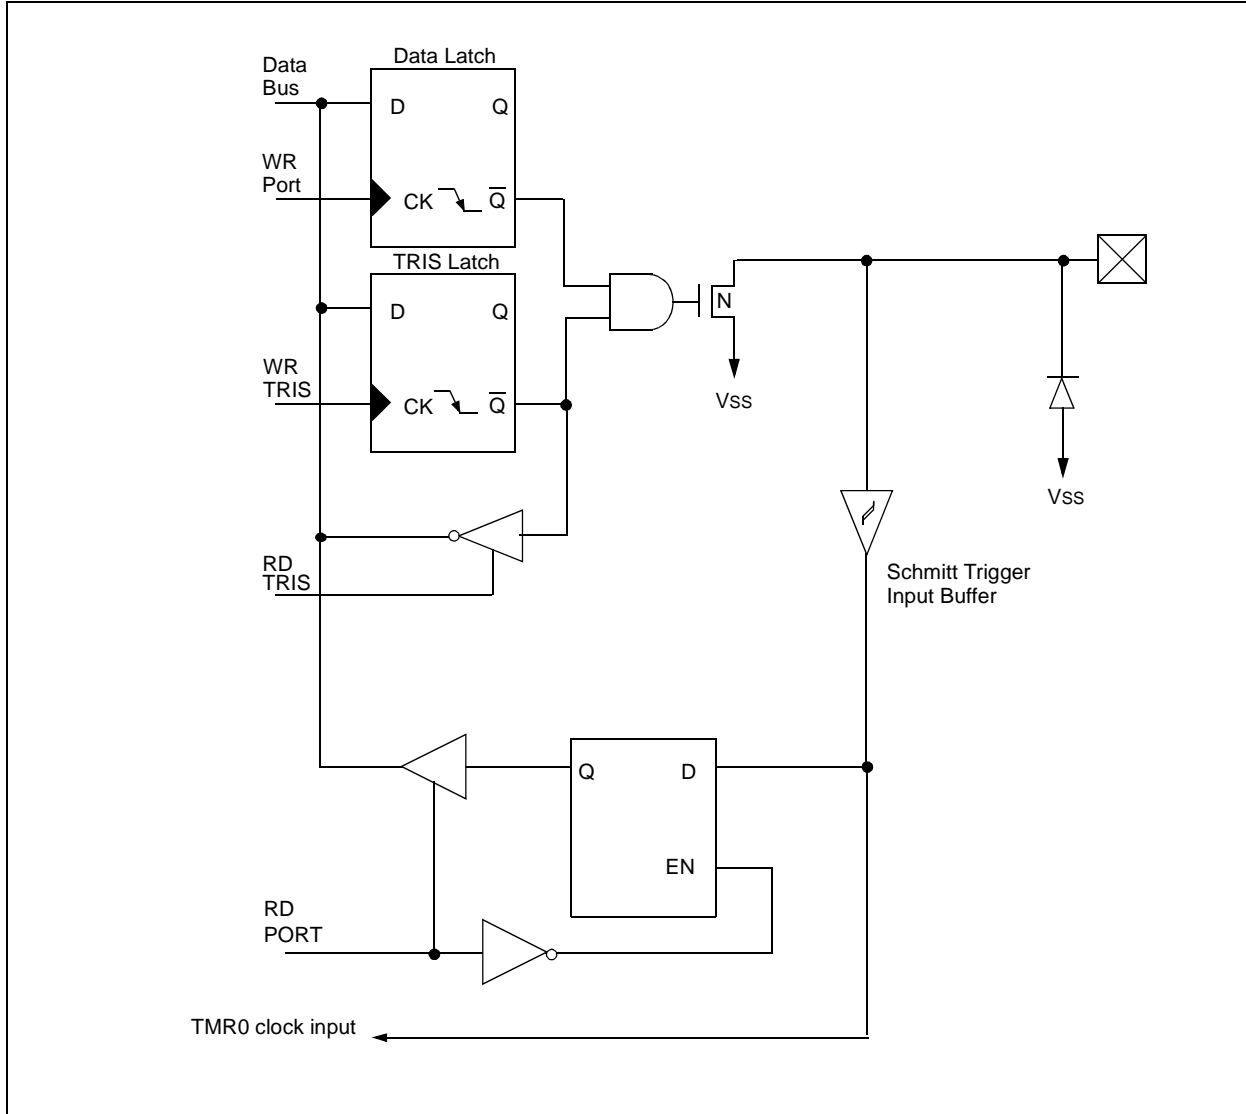 Data Latch
Data
Bus
D
Q
WR
Port
CK
Q̅
TRIS Latch
D
Q
N
WR
TRIS
CK
Q̅
VSS
VSS
RD
TRIS
Schmitt Trigger
Input Buffer
Q
D
EN
RD
PORT
TMR0 clock input